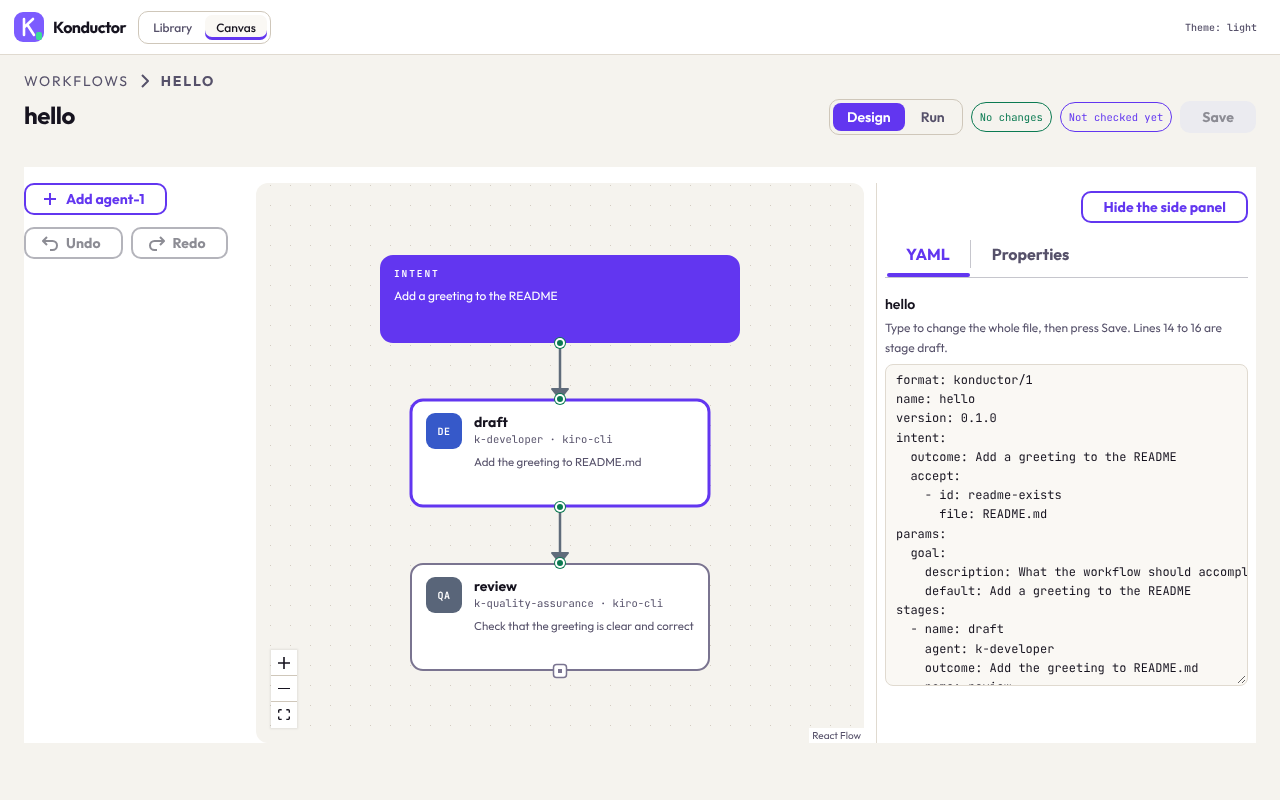 K Konductor
Library
Canvas
Theme: light
WORKFLOWS > HELLO
hello
Design
Run
No changes
Not checked yet
Save
Add agent-1
Undo
Redo
INTENT
Add a greeting to the README
DE
draft
k-developer · kiro-cli
Add the greeting to README.md
QA
review
k-quality-assurance · kiro-cli
Check that the greeting is clear and correct
React Flow
Hide the side panel
YAML
Properties
hello
Type to change the whole file, then press Save. Lines 14 to 16 are
stage draft.
format: konductor/1
name: hello
version: 0.1.0
intent:
  outcome: Add a greeting to the README
  accept:
    - id: readme-exists
      file: README.md
params:
  goal:
    description: What the workflow should accompl
    default: Add a greeting to the README
stages:
  - name: draft
    agent: k-developer
    outcome: Add the greeting to README.md